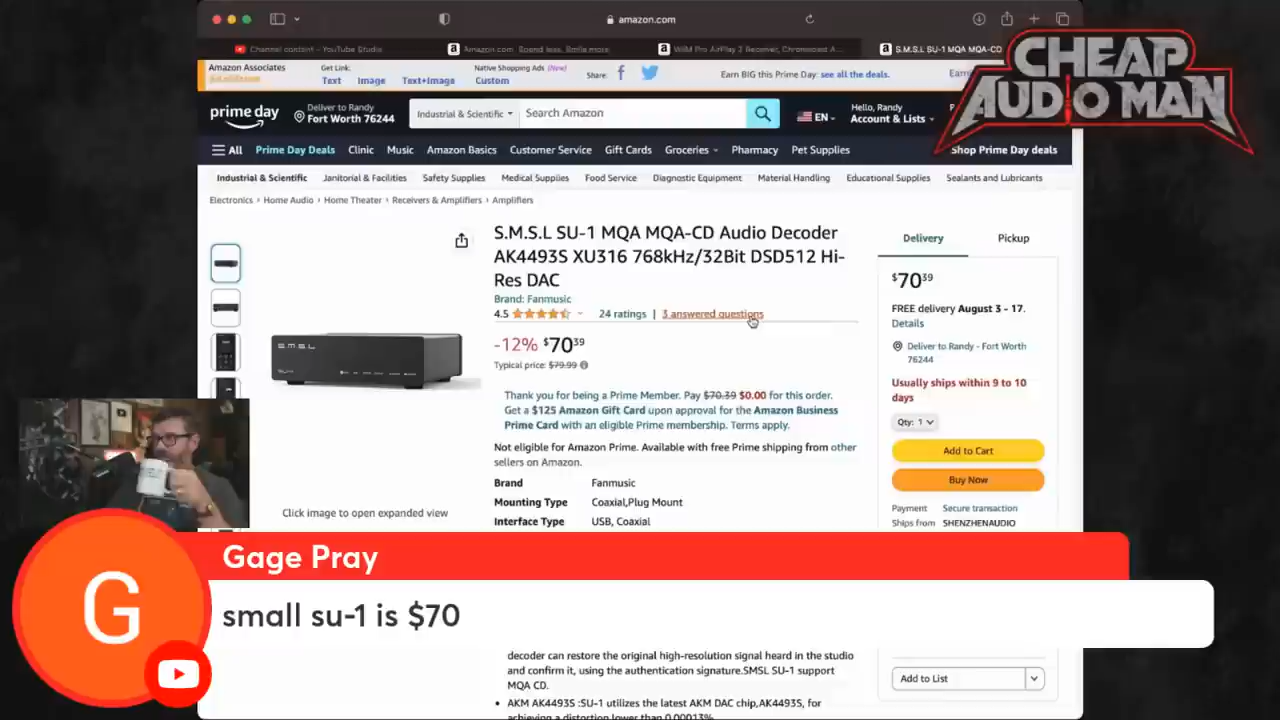 amazon.com
Channel content - YouTube Studio
Amazon.com. Spend less. Smile more.
WiiM Pro AirPlay 2 Receiver, Chromecast A...
S.M.S.L SU-1 MQA MQA-CD
CHEAP
AUDIO MAN
Amazon Associates
Get Link:
Text
Image
Text+Image
Native Shopping Ads (New)
Custom
Share:
Earn BIG this Prime Day: see all the deals.
Earn
prime day
Deliver to Randy
Fort Worth 76244
Industrial & Scientific
Search Amazon
EN
Hello, Randy
Account & Lists
All
Prime Day Deals
Clinic
Music
Amazon Basics
Customer Service
Gift Cards
Groceries
Pharmacy
Pet Supplies
Shop Prime Day deals
Industrial & Scientific
Janitorial & Facilities
Safety Supplies
Medical Supplies
Food Service
Diagnostic Equipment
Material Handling
Educational Supplies
Sealants and Lubricants
Electronics › Home Audio › Home Theater › Receivers & Amplifiers › Amplifiers
S.M.S.L SU-1 MQA MQA-CD Audio Decoder
AK4493S XU316 768kHz/32Bit DSD512 Hi-
Res DAC
Brand: Fanmusic
4.5
24 ratings | 3 answered questions
-12% $70 39
Typical price: $79.99
Thank you for being a Prime Member. Pay $70.39 $0.00 for this order.
Get a $125 Amazon Gift Card upon approval for the Amazon Business
Prime Card with an eligible Prime membership. Terms apply.
Not eligible for Amazon Prime. Available with free Prime shipping from other
sellers on Amazon.
Brand Fanmusic
Mounting Type Coaxial,Plug Mount
Interface Type USB, Coaxial
S.M.S.L
Click image to open expanded view
Delivery
Pickup
$70 39
FREE delivery August 3 - 17.
Details
Deliver to Randy - Fort Worth
76244
Usually ships within 9 to 10
days
Qty: 1
Add to Cart
Buy Now
Payment Secure transaction
Ships from SHENZHENAUDIO
G
Gage Pray
small su-1 is $70
decoder can restore the original high-resolution signal heard in the studio
and confirm it, using the authentication signature.SMSL SU-1 support
MQA CD.
• AKM AK4493S :SU-1 utilizes the latest AKM DAC chip,AK4493S, for
achieving a distortion lower than 0.00013%
Add to List